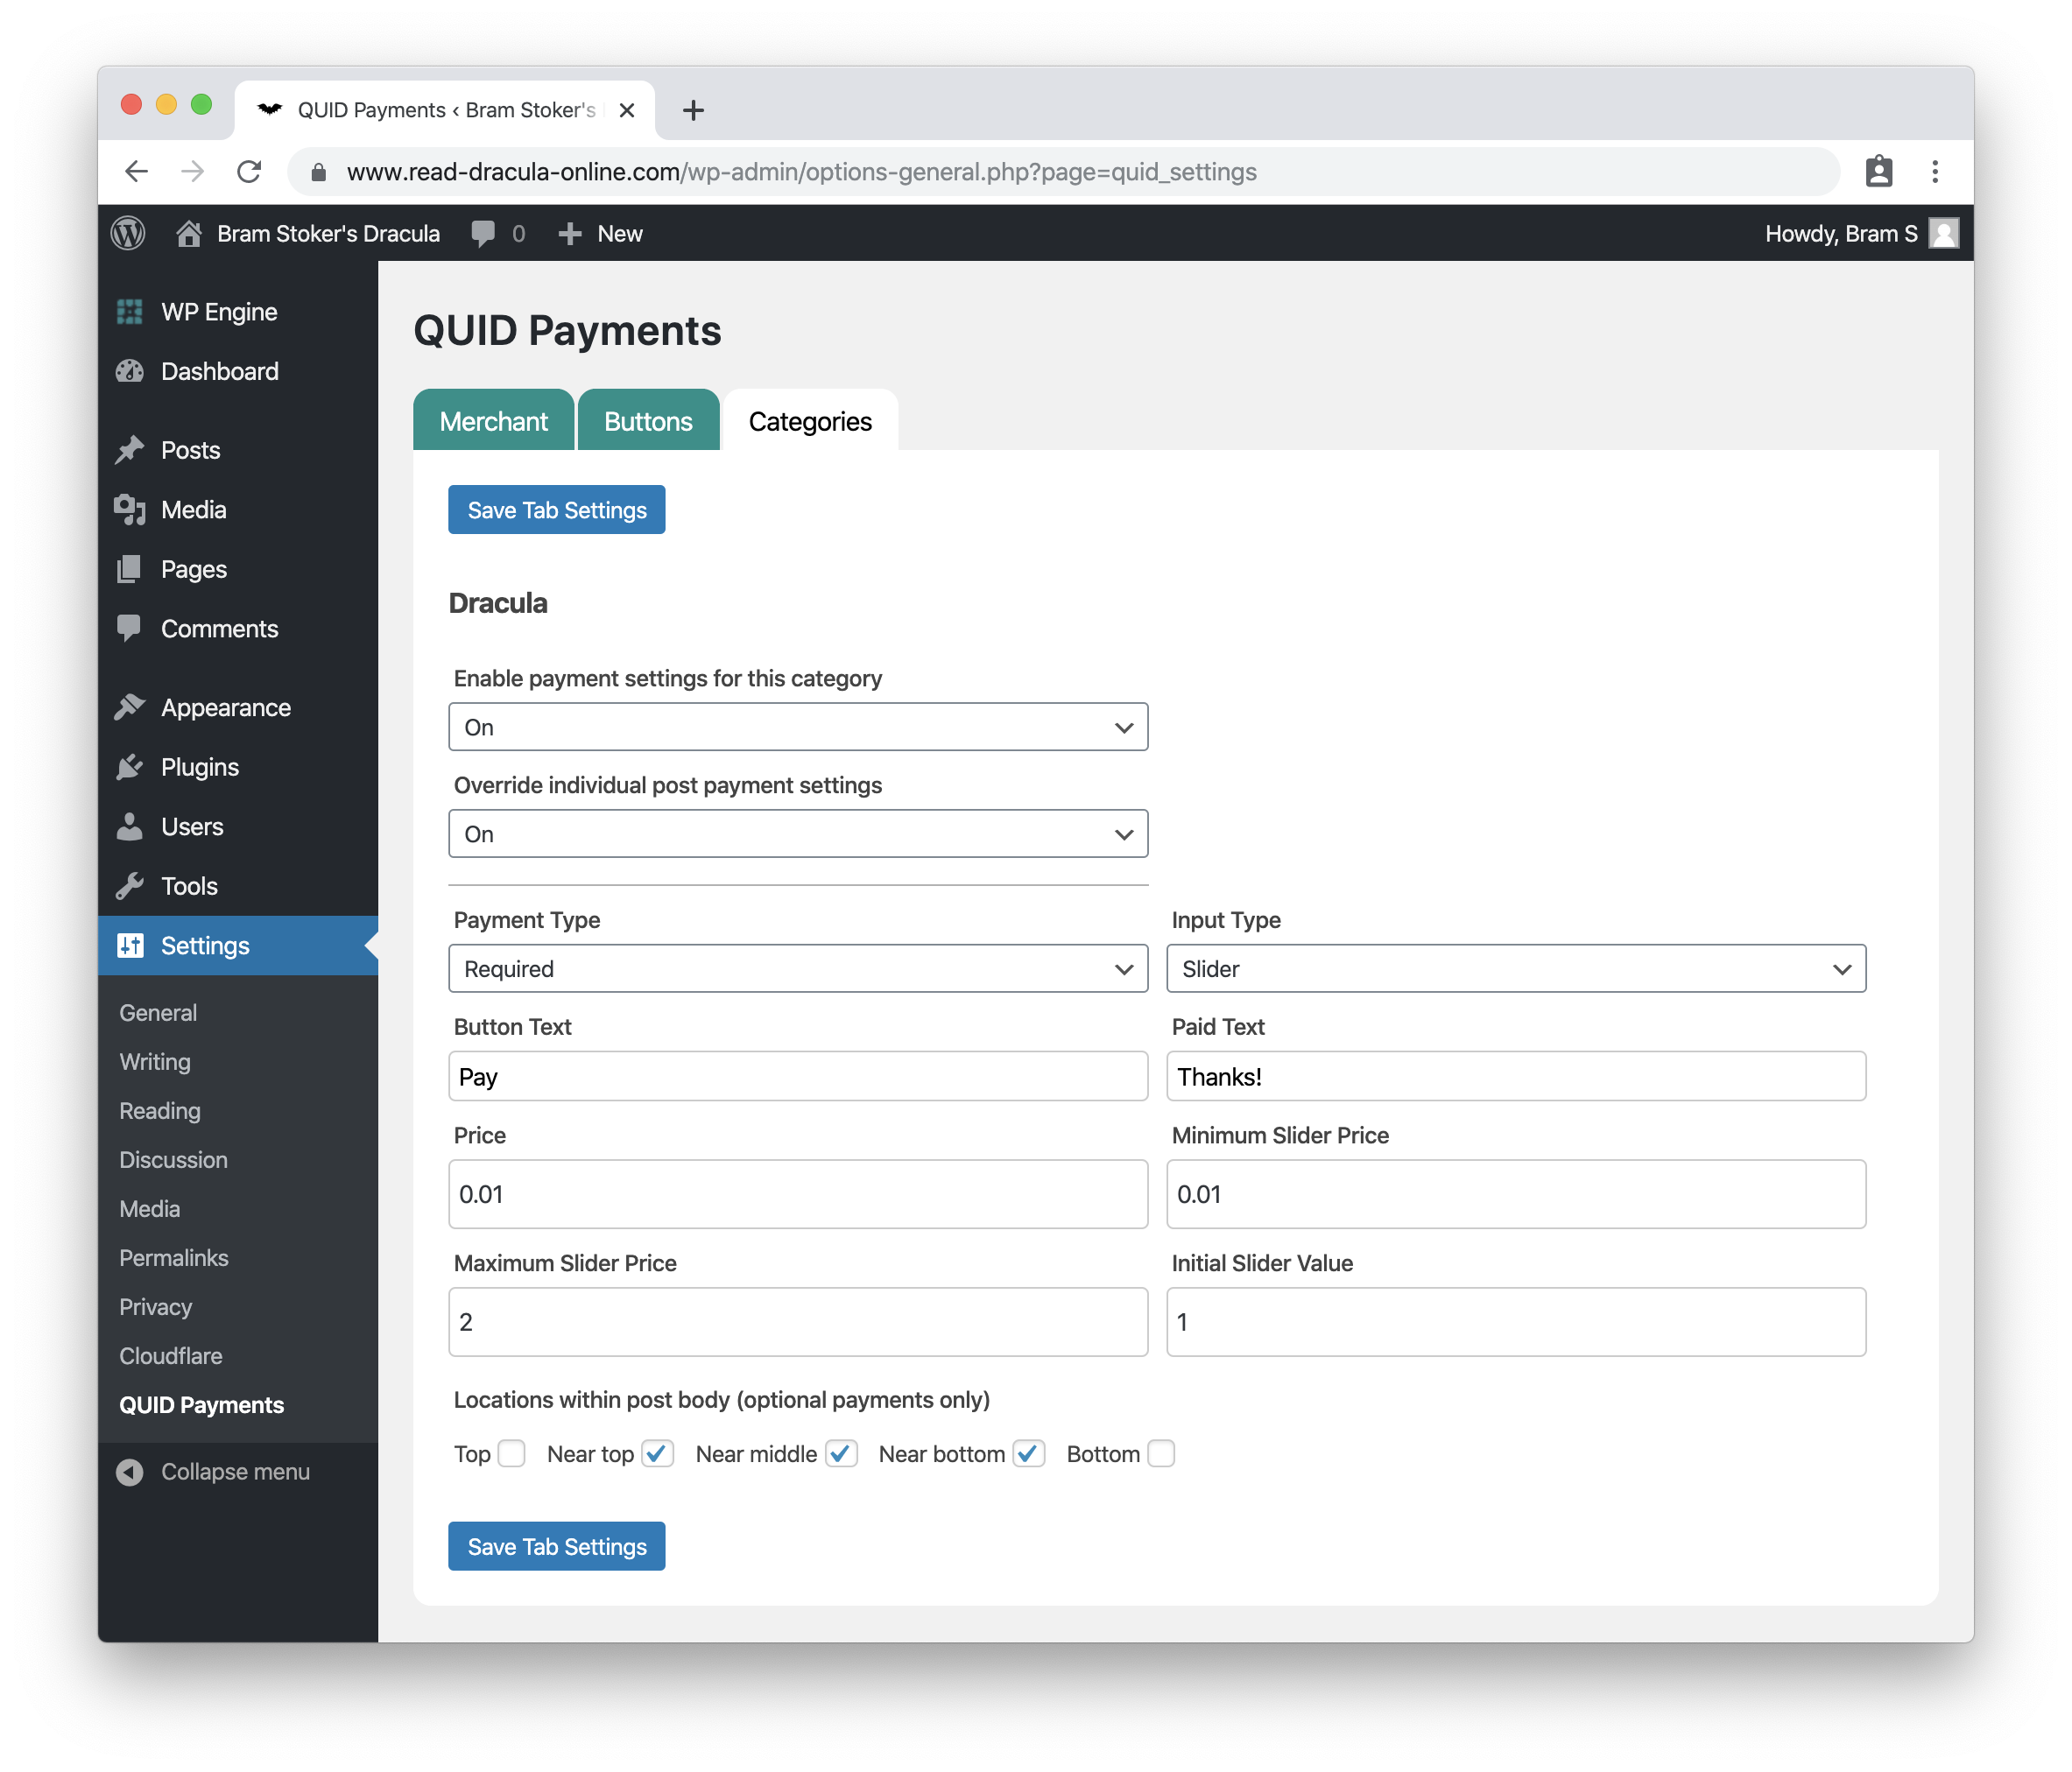 QUID Payments ‹ Bram Stoker's
www.read-dracula-online.com/wp-admin/options-general.php?page=quid_settings
Bram Stoker's Dracula 0 New Howdy, Bram S
WP Engine
Dashboard
Posts
Media
Pages
Comments
Appearance
Plugins
Users
Tools
Settings
General
Writing
Reading
Discussion
Media
Permalinks
Privacy
Cloudflare
QUID Payments
Collapse menu
QUID Payments
Merchant Buttons Categories
Save Tab Settings
Dracula
Enable payment settings for this category
On
Override individual post payment settings
On
Payment Type Input Type
Required Slider
Button Text Paid Text
Pay Thanks!
Price Minimum Slider Price
0.01 0.01
Maximum Slider Price Initial Slider Value
2 1
Locations within post body (optional payments only)
Top Near top Near middle Near bottom Bottom
Save Tab Settings